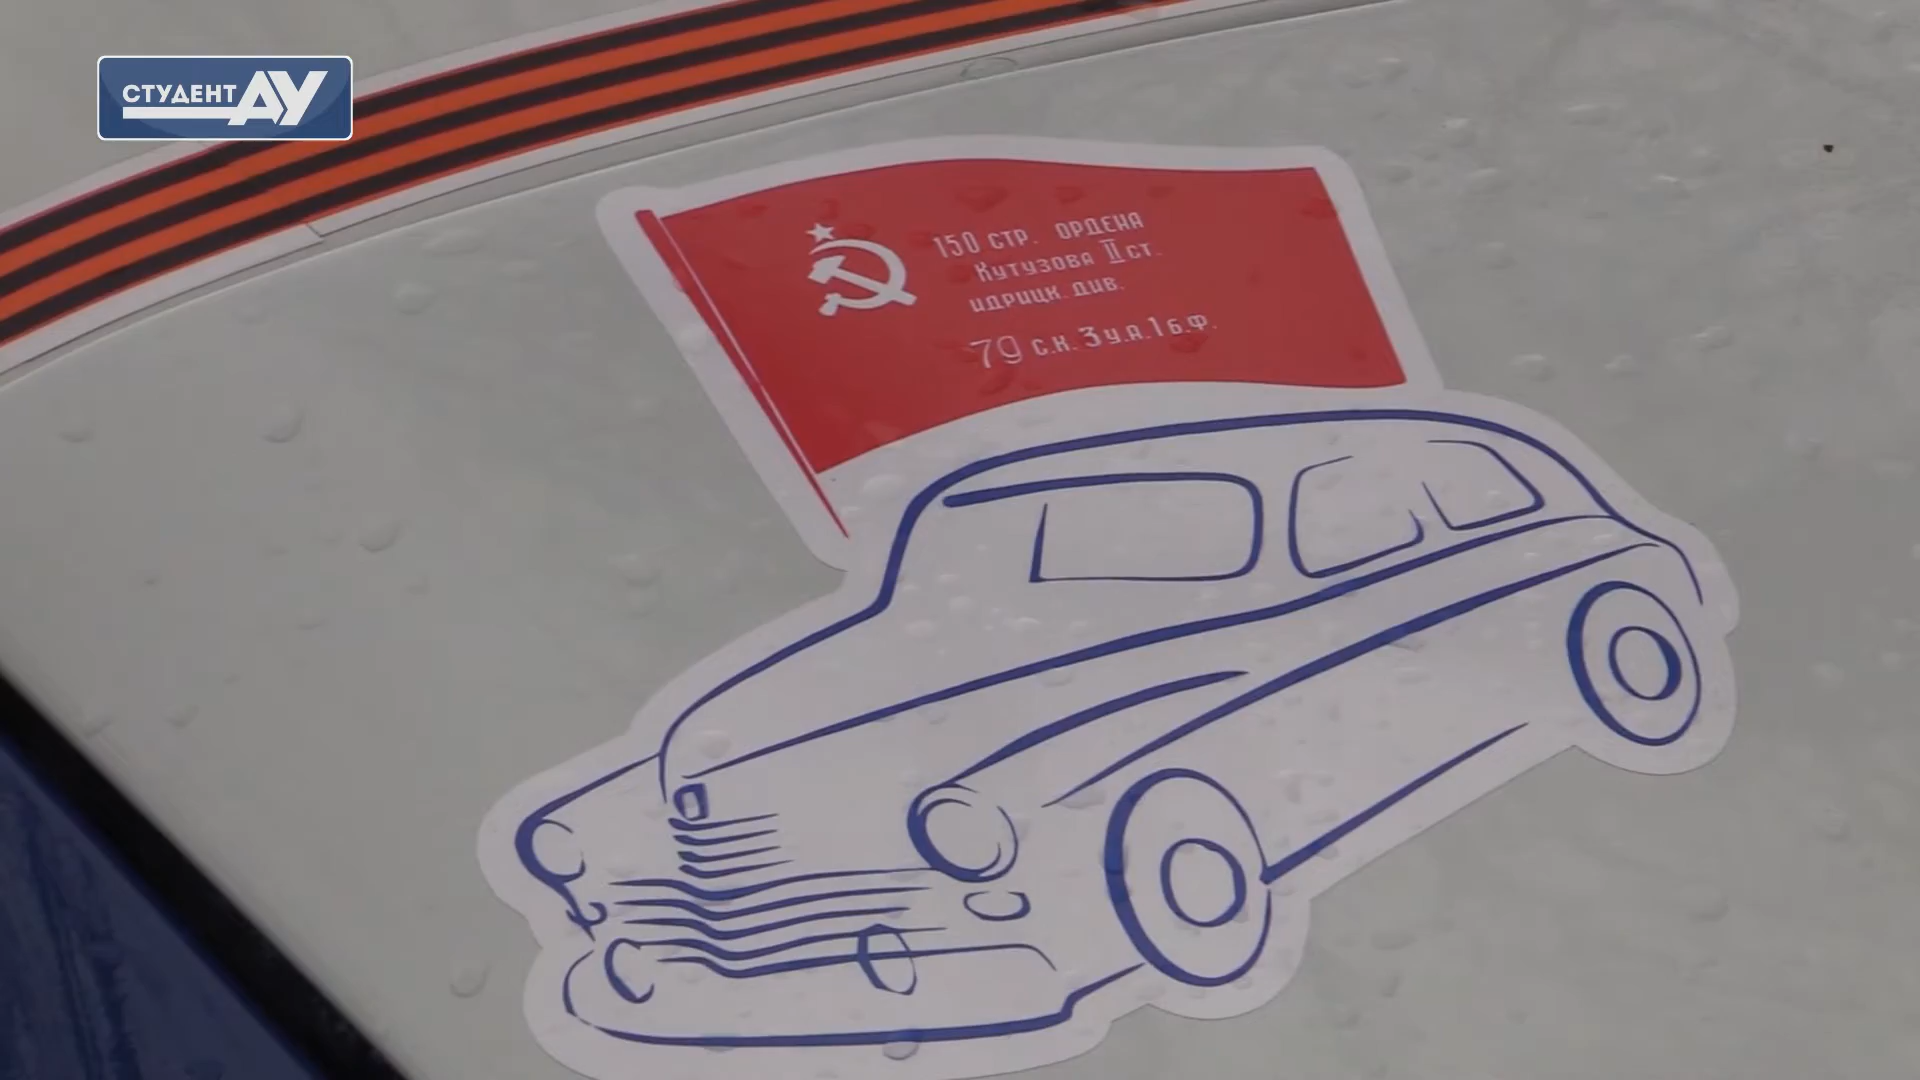 СТУДЕНТ АУ
150 СТР. ОРДЕНА
КУТУЗОВА II СТ.
ИДРИЦК. ДИВ.
79 С.К. 3 У.А. 1 Б.Ф.